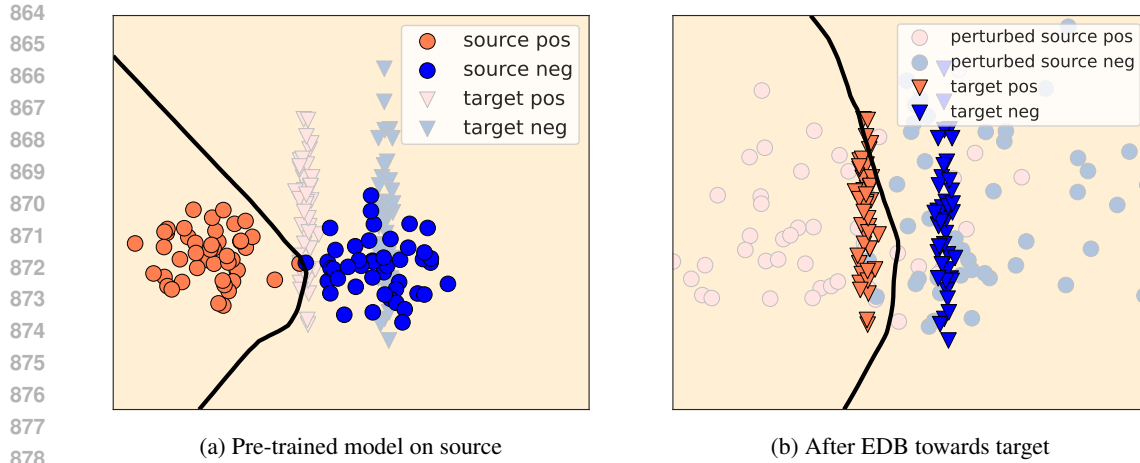 864
865
866
867
868
869
870
871
872
873
874
875
876
877
878
source pos
source neg
target pos
target neg
(a) Pre-trained model on source
perturbed source pos
perturbed source neg
target pos
target neg
(b) After EDB towards target